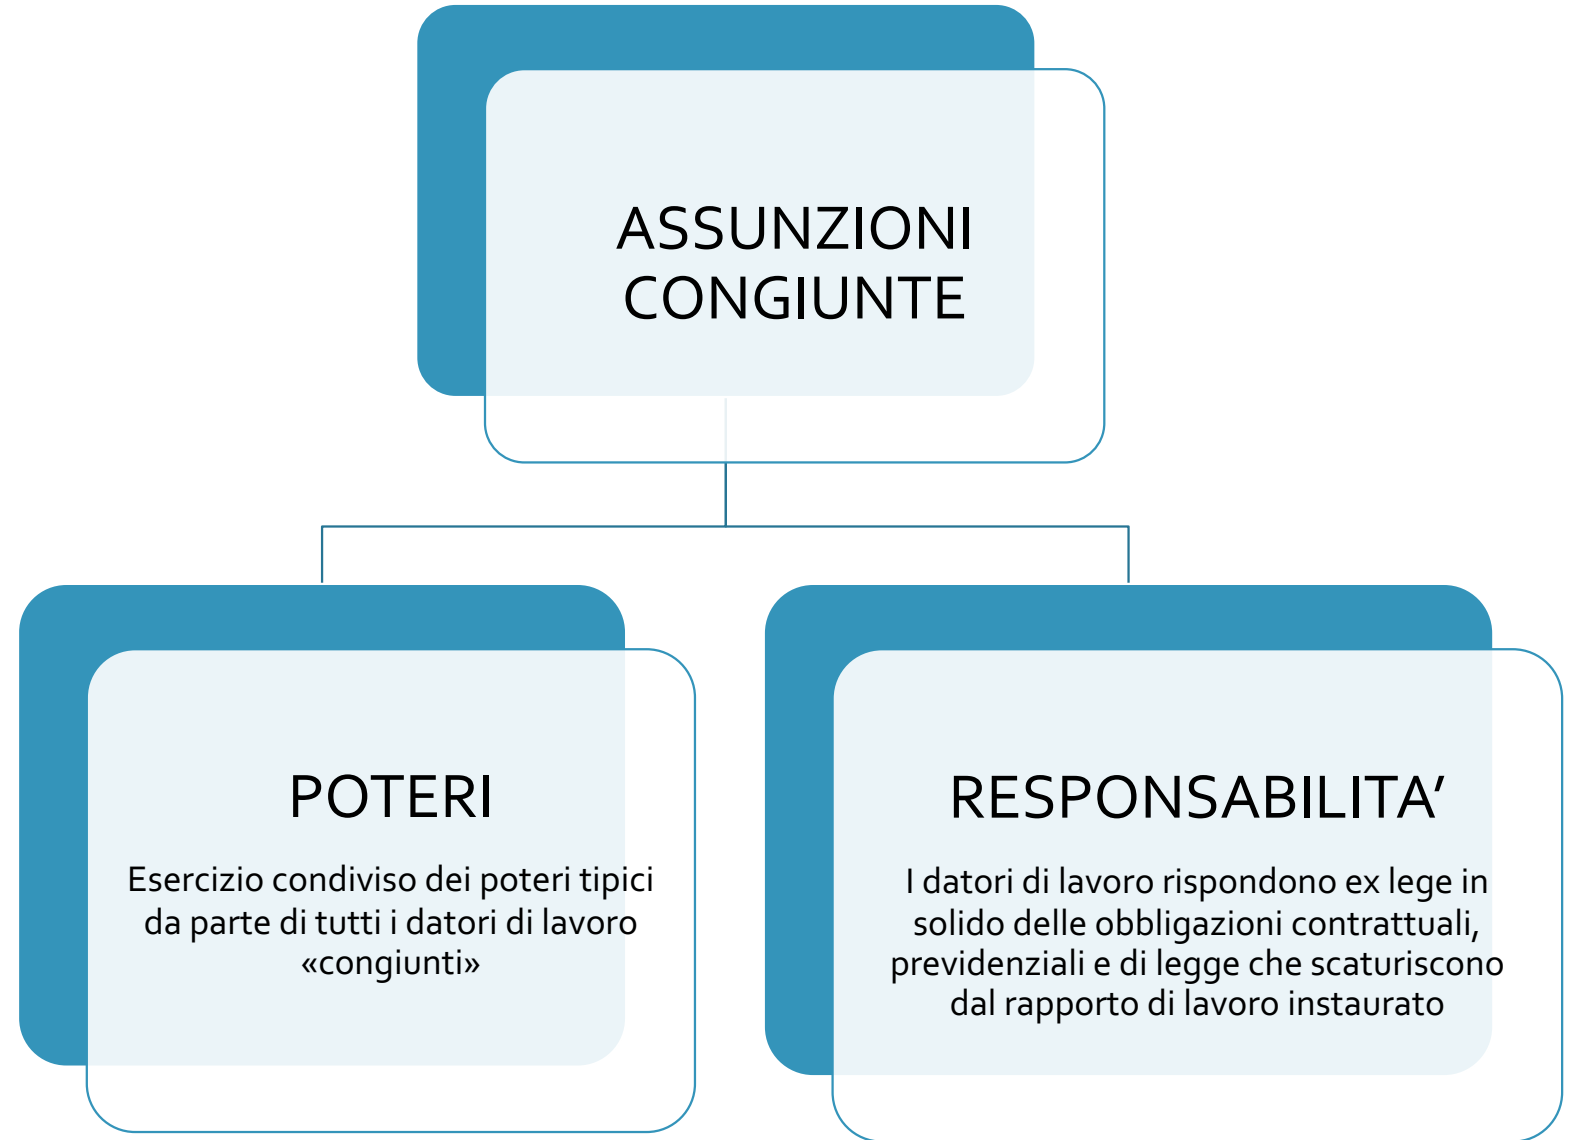 ASSUNZIONI
CONGIUNTE
POTERI
Esercizio condiviso dei poteri tipici
da parte di tutti i datori di lavoro
«congiunti»
RESPONSABILITA’
I datori di lavoro rispondono ex lege in
solido delle obbligazioni contrattuali,
previdenziali e di legge che scaturiscono
dal rapporto di lavoro instaurato